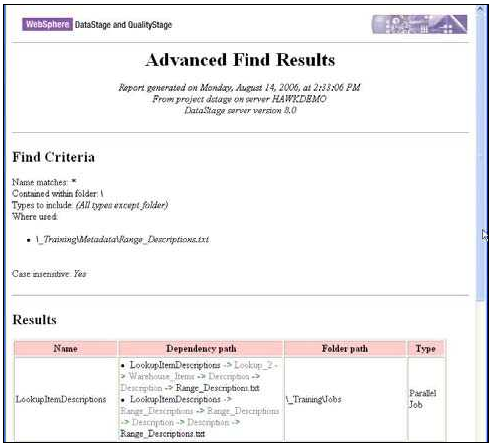 WebSphere DataStage and QualityStage
Advanced Find Results
Report generated on Monday, August 14, 2006, at 2:33:06 PM
From project dstage on server HAWKDEMO
DataStage server version 8.0
Find Criteria
Name matches: *
Contained within folder: \
Types to include: (All types except folder)
Where used:
• \_Training\Metadata\Range_Descriptions.txt
Case insensitive: Yes
Results
Name Dependency path Folder path Type
LookupItemDescriptions
• LookupItemDescriptions -> Lookup_2 -
> Warehouse_Items -> Description ->
Description -> Range_Descriptions.txt
• LookupItemDescriptions ->
Range_Descriptions -> Range_Descriptions
-> Description -> Description ->
Range_Descriptions.txt
\_Training\Jobs
Parallel
Job